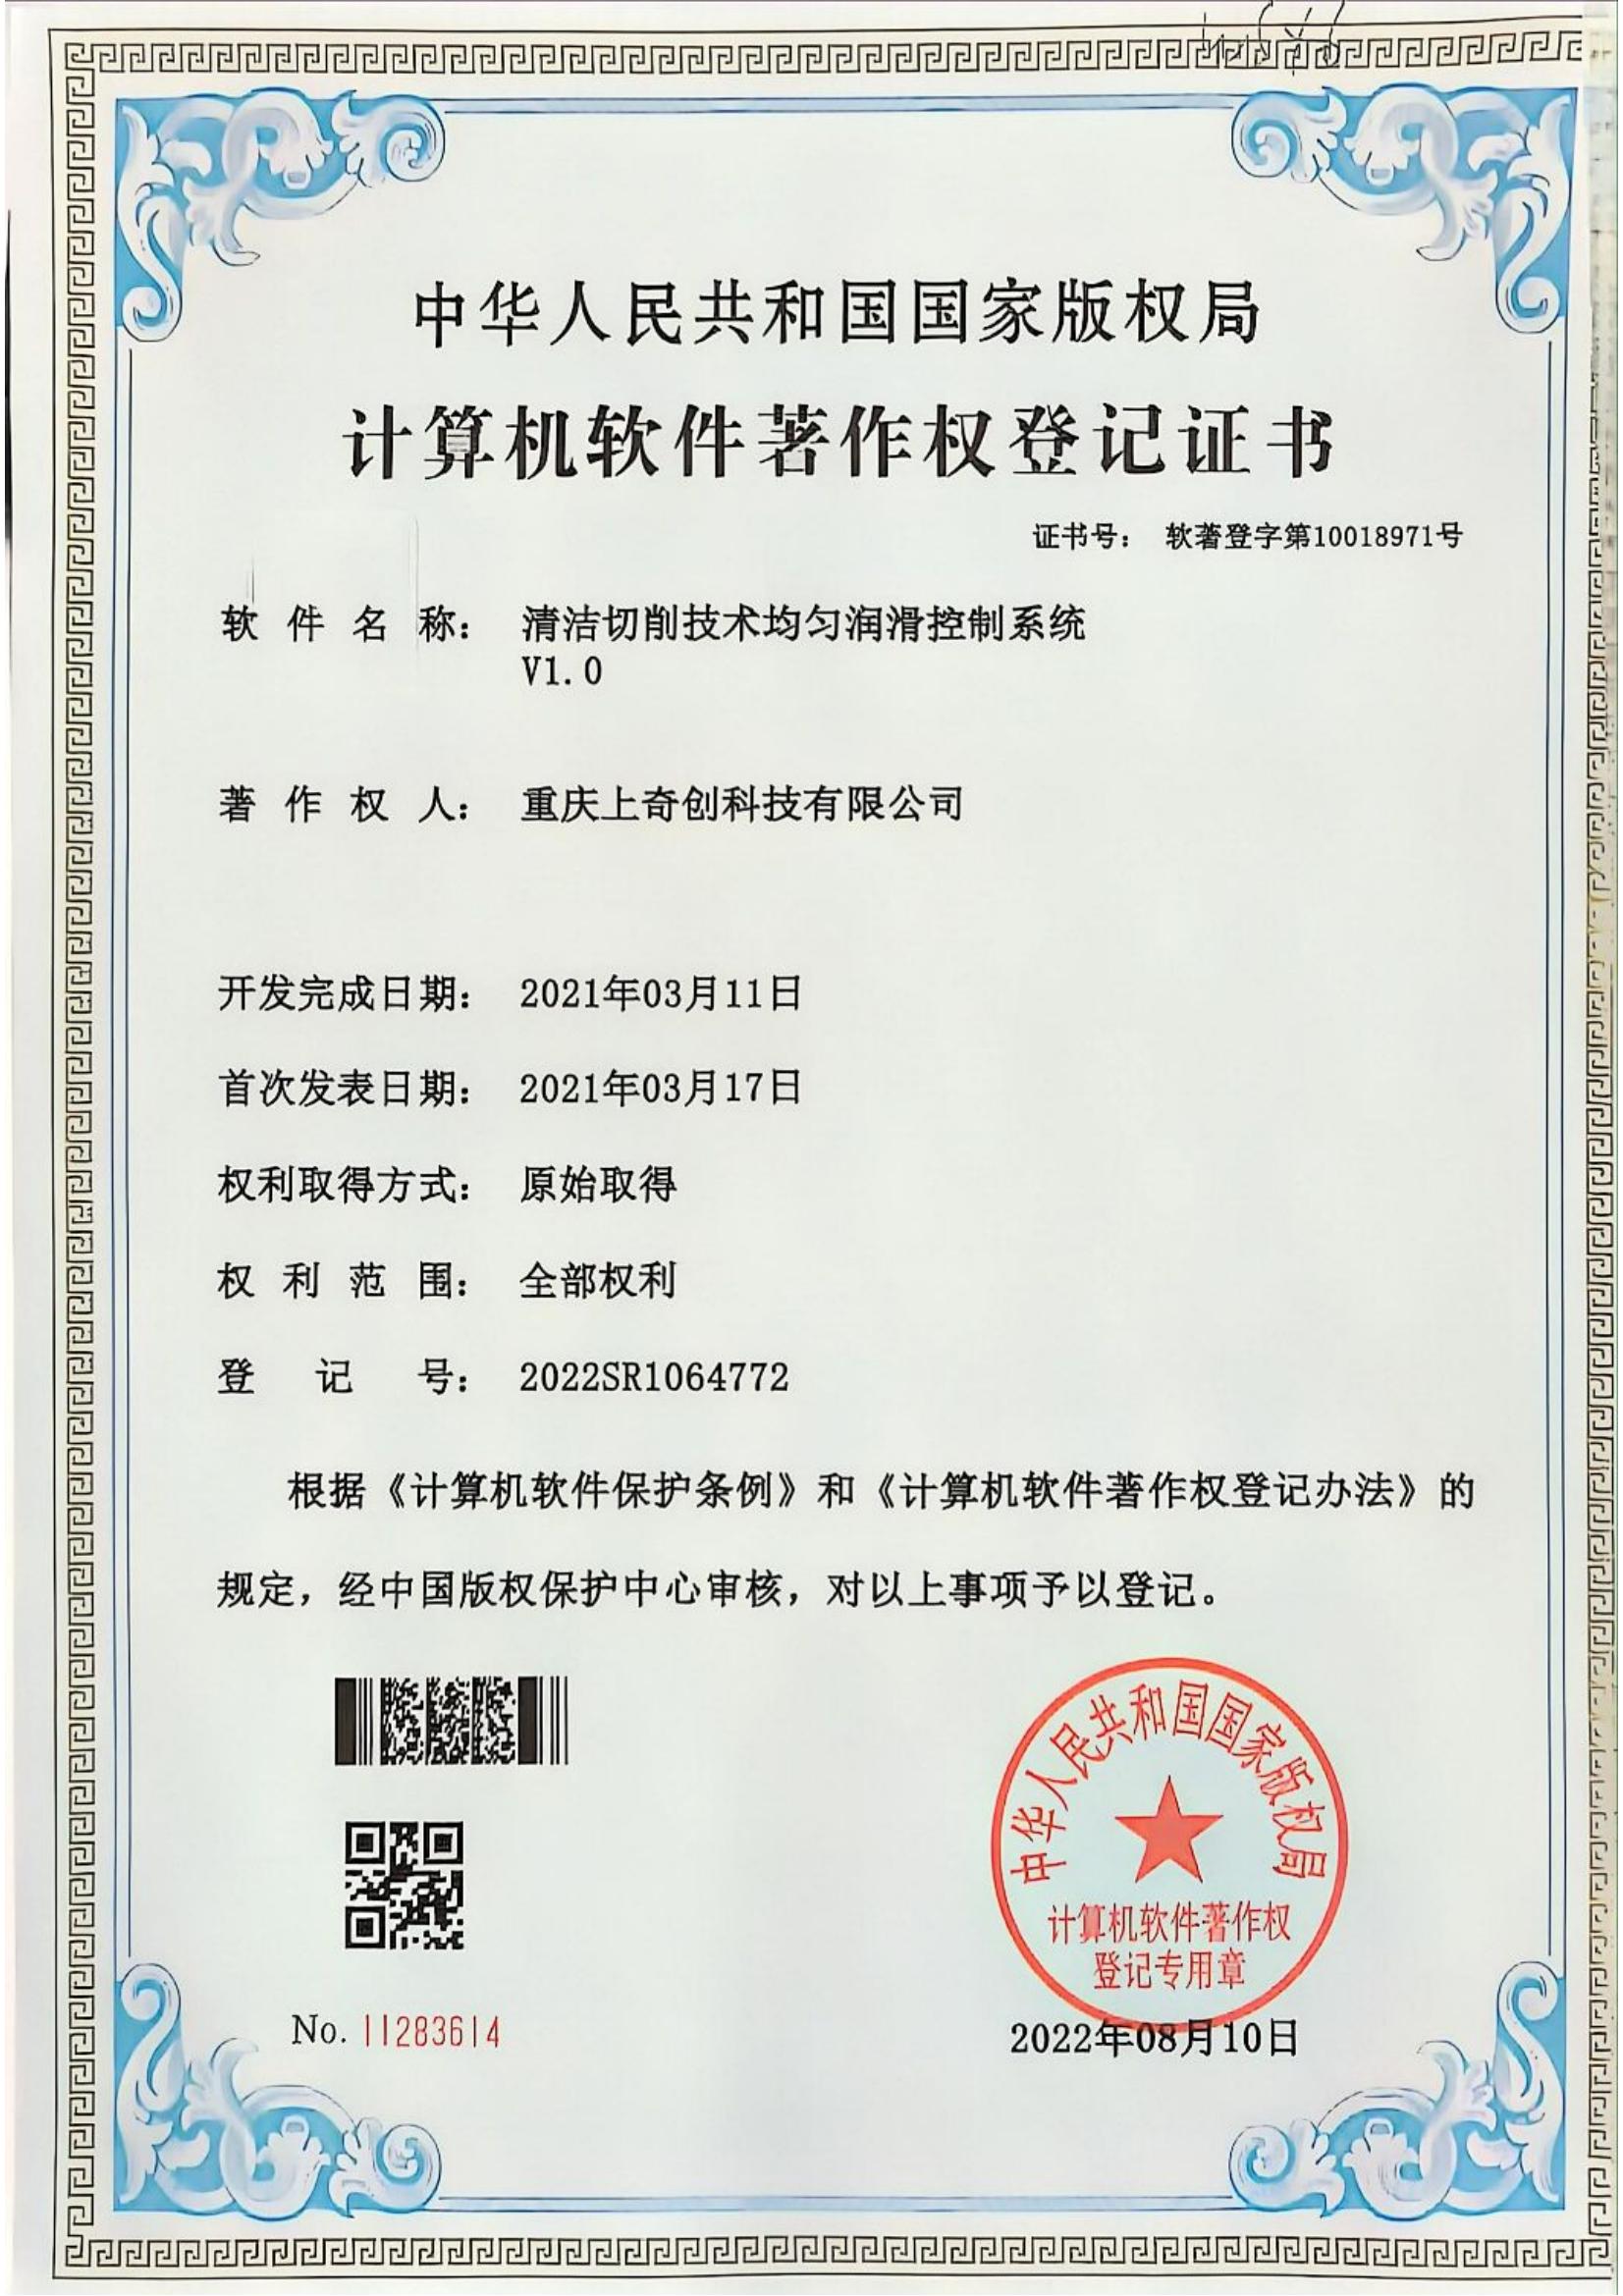 中华人民共和国国家版权局
计算机软件著作权登记证书
证书号： 软著登字第10018971号
软件名称： 清洁切削技术均匀润滑控制系统
V1.0
著作权人： 重庆上奇创科技有限公司
开发完成日期： 2021年03月11日
首次发表日期： 2021年03月17日
权利取得方式： 原始取得
权利范围： 全部权利
登记号： 2022SR1064772
根据《计算机软件保护条例》和《计算机软件著作权登记办法》的
规定，经中国版权保护中心审核，对以上事项予以登记。
中华人民共和国国家版权局
计算机软件著作权
登记专用章
No. 11283614
2022年08月10日